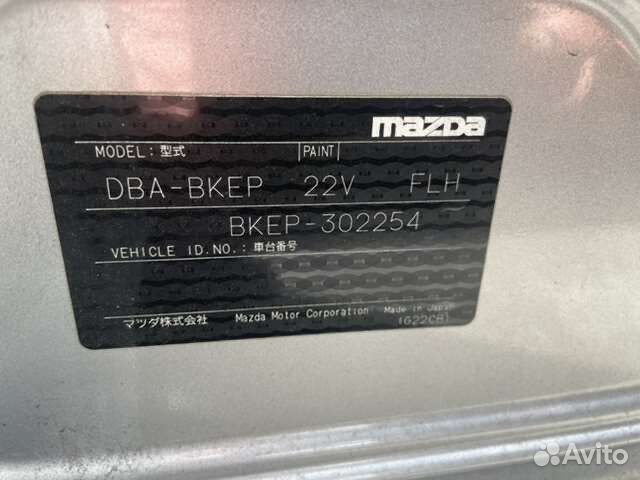 mazda
MODEL: 型式 PAINT
DBA-BKEP 22V FLH
BKEP-302254
VEHICLE ID.NO.: 車台番号
マツダ株式会社 Mazda Motor Corporation Made in Japan
Avito